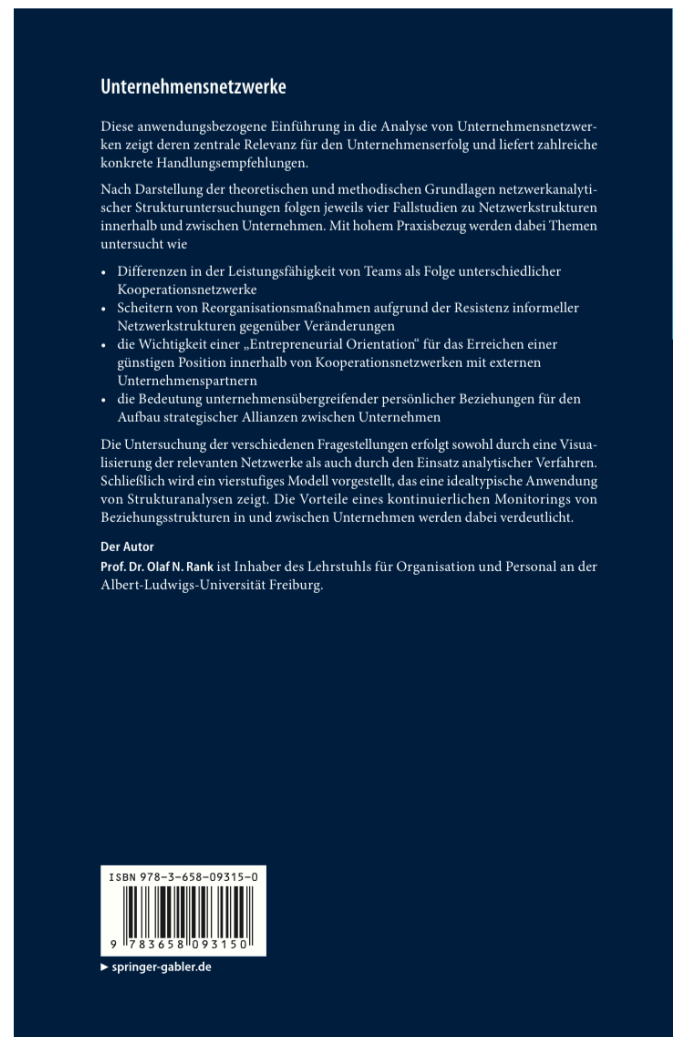 Unternehmensnetzwerke
Diese anwendungsbezogene Einführung in die Analyse von Unternehmensnetzwer-
ken zeigt deren zentrale Relevanz für den Unternehmenserfolg und liefert zahlreiche
konkrete Handlungsempfehlungen.
Nach Darstellung der theoretischen und methodischen Grundlagen netzwerkanalyti-
scher Strukturuntersuchungen folgen jeweils vier Fallstudien zu Netzwerkstrukturen
innerhalb und zwischen Unternehmen. Mit hohem Praxisbezug werden dabei Themen
untersucht wie
• Differenzen in der Leistungsfähigkeit von Teams als Folge unterschiedlicher
Kooperationsnetzwerke
• Scheitern von Reorganisationsmaßnahmen aufgrund der Resistenz informeller
Netzwerkstrukturen gegenüber Veränderungen
• die Wichtigkeit einer „Entrepreneurial Orientation“ für das Erreichen einer
günstigen Position innerhalb von Kooperationsnetzwerken mit externen
Unternehmenspartnern
• die Bedeutung unternehmensübergreifender persönlicher Beziehungen für den
Aufbau strategischer Allianzen zwischen Unternehmen
Die Untersuchung der verschiedenen Fragestellungen erfolgt sowohl durch eine Visua-
lisierung der relevanten Netzwerke als auch durch den Einsatz analytischer Verfahren.
Schließlich wird ein vierstufiges Modell vorgestellt, das eine idealtypische Anwendung
von Strukturanalysen zeigt. Die Vorteile eines kontinuierlichen Monitorings von
Beziehungsstrukturen in und zwischen Unternehmen werden dabei verdeutlicht.
Der Autor
Prof. Dr. Olaf N. Rank ist Inhaber des Lehrstuhls für Organisation und Personal an der
Albert-Ludwigs-Universität Freiburg.
ISBN 978-3-658-09315-0
9 783658 093150
▶ springer-gabler.de